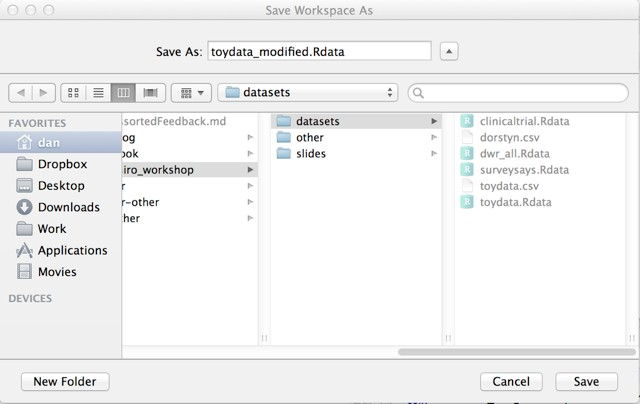 Save Workspace As
Save As: toydata_modified.Rdata
datasets
FAVORITES
dan
Dropbox
Desktop
Downloads
Work
Applications
Movies
DEVICES
sortedFeedback.md
og
ook
iro_workshop
r
r-other
her
datasets
other
slides
clinicaltrial.Rdata
dorstyn.csv
dwr_all.Rdata
surveysays.Rdata
toydata.csv
toydata.Rdata
New Folder
Cancel
Save